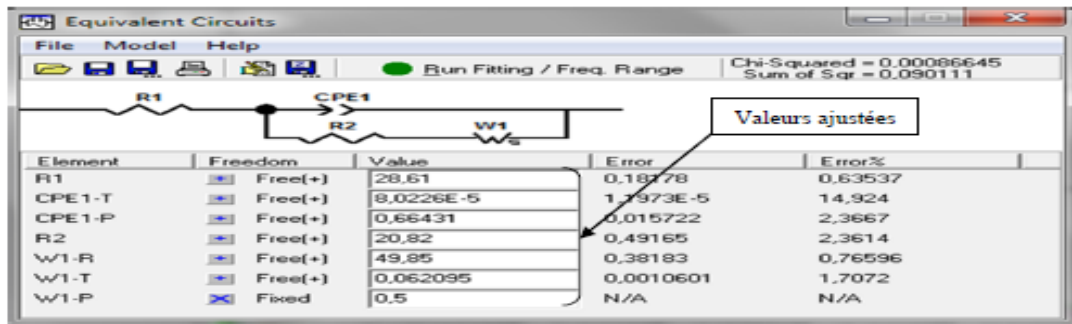 Equivalent Circuits
File Model Help
Run Fitting / Freq. Range
Chi-Squared = 0,00086645
Sum of Sqr = 0,090111
R1
CPE1
R2
W1
Ws
Valeurs ajustées
Element Freedom Value Error Error%
R1 Free(+) 28,61 0,18178 0,63537
CPE1-T Free(+) 8,0226E-5 1,1973E-5 14,924
CPE1-P Free(+) 0,66431 0,015722 2,3667
R2 Free(+) 20,82 0,49165 2,3614
W1-R Free(+) 49,85 0,38183 0,76596
W1-T Free(+) 0,062095 0,0010601 1,7072
W1-P Fixed 0,5 N/A N/A